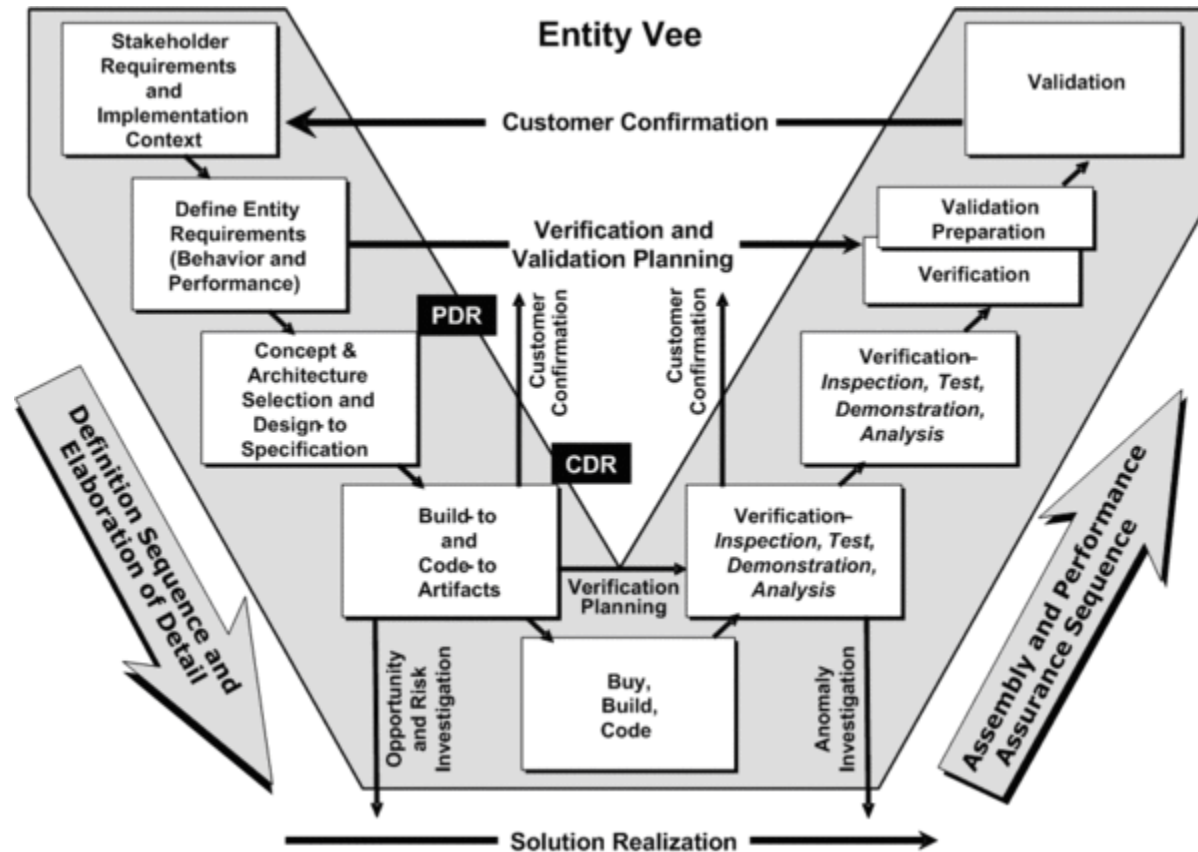 Entity Vee
Stakeholder
Requirements
and
Implementation
Context
Validation
Customer Confirmation
Define Entity
Requirements
(Behavior and
Performance)
Verification and
Validation Planning
Validation
Preparation
Verification
PDR
Customer
Confirmation
Customer
Confirmation
Concept &
Architecture
Selection and
Design-to
Specification
Verification–
Inspection, Test,
Demonstration,
Analysis
CDR
Build-to
and
Code-to
Artifacts
Verification
Planning
Verification–
Inspection, Test,
Demonstration,
Analysis
Definition Sequence and
Elaboration of Detail
Assembly and Performance
Assurance Sequence
Opportunity
and Risk
Investigation
Buy,
Build,
Code
Anomaly
Investigation
Solution Realization